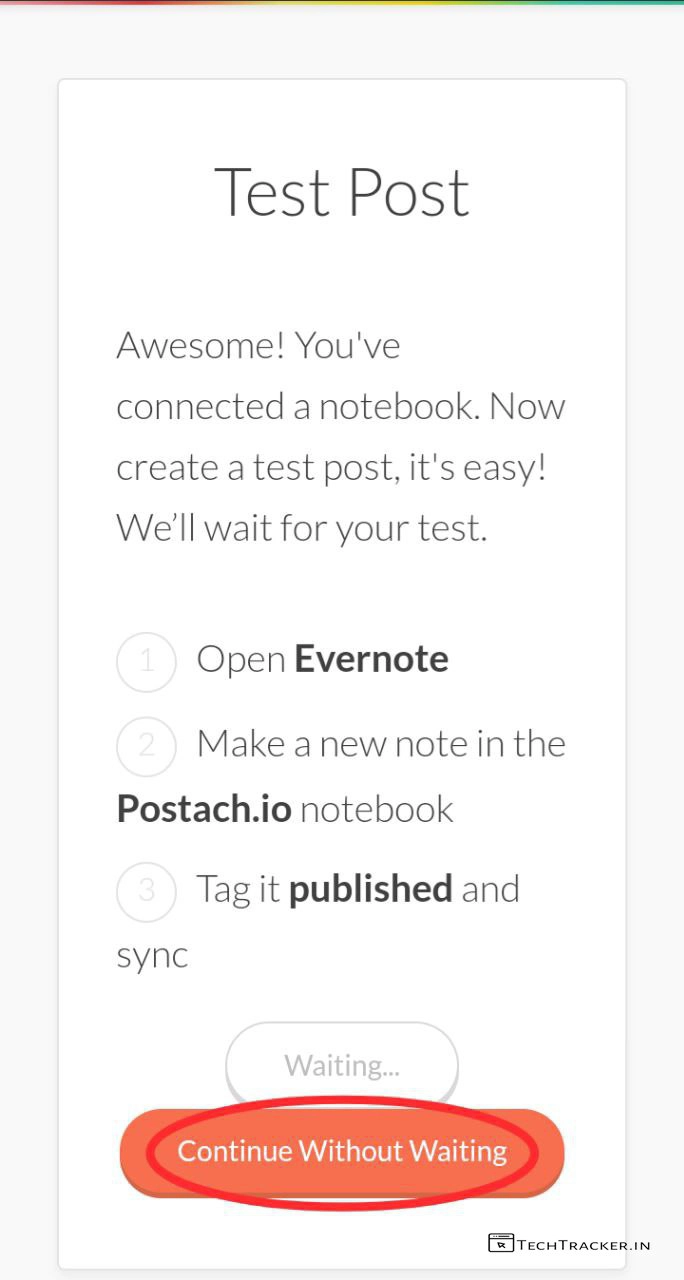 Test Post
Awesome! You've
connected a notebook. Now
create a test post, it's easy!
We’ll wait for your test.
1 Open Evernote
2 Make a new note in the
Postach.io notebook
3 Tag it published and
sync
Waiting...
Continue Without Waiting
TECHTRACKER.IN